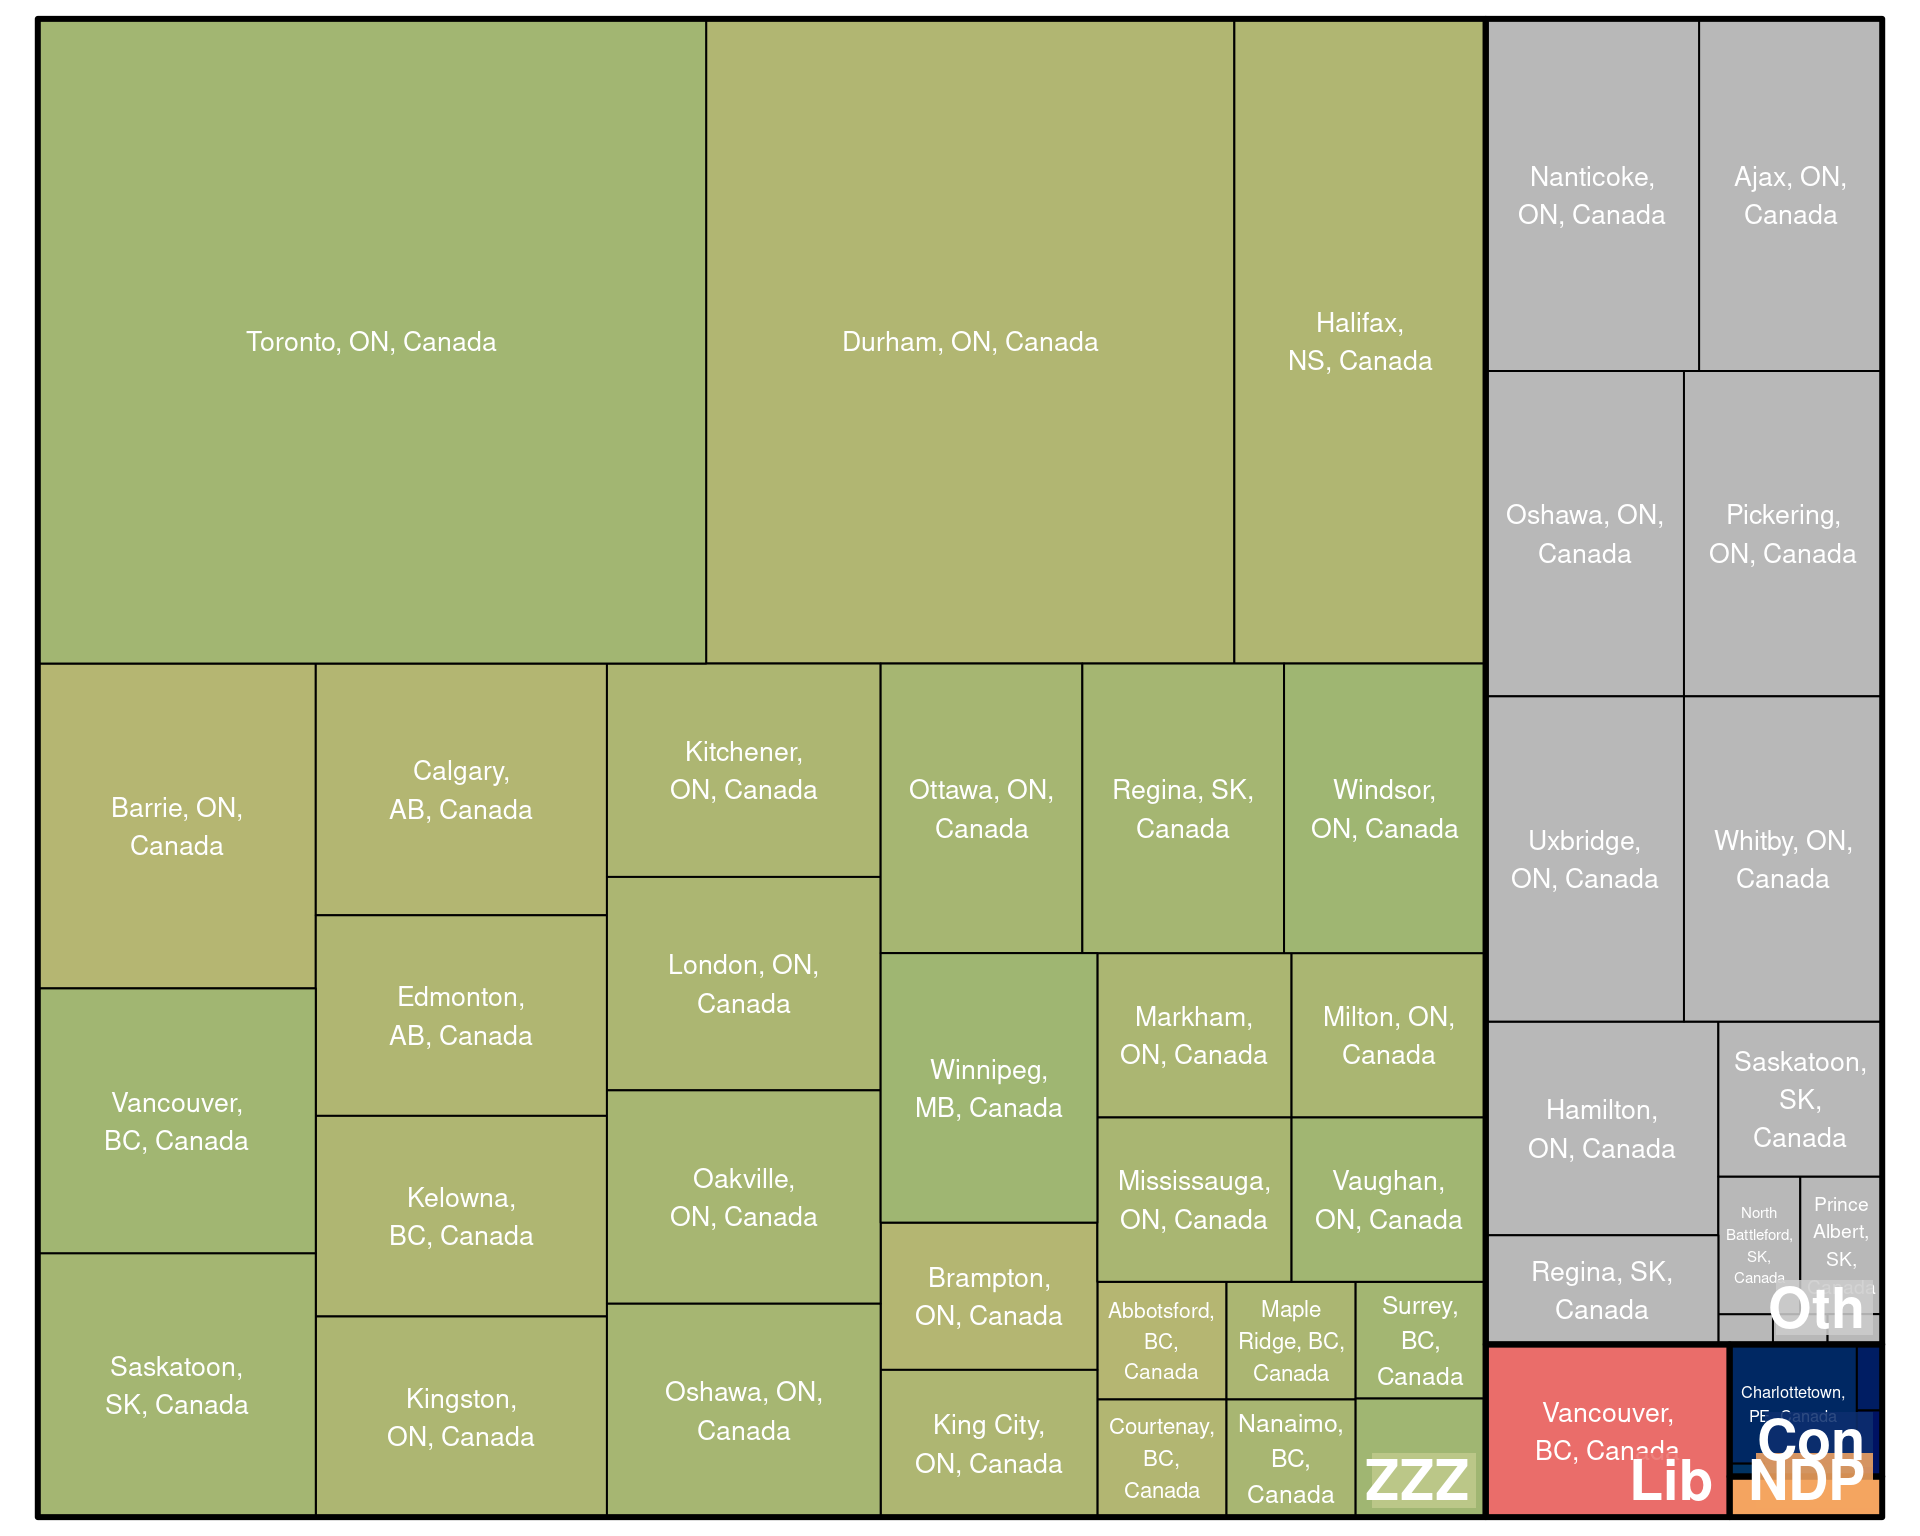 Toronto, ON, Canada
Durham, ON, Canada
Halifax,
NS, Canada
Barrie, ON,
Canada
Vancouver,
BC, Canada
Saskatoon,
SK, Canada
Calgary,
AB, Canada
Edmonton,
AB, Canada
Kelowna,
BC, Canada
Kingston,
ON, Canada
Kitchener,
ON, Canada
London, ON,
Canada
Oakville,
ON, Canada
Oshawa, ON,
Canada
Ottawa, ON,
Canada
Regina, SK,
Canada
Windsor,
ON, Canada
Winnipeg,
MB, Canada
Brampton,
ON, Canada
King City,
ON, Canada
Markham,
ON, Canada
Milton, ON,
Canada
Mississauga,
ON, Canada
Vaughan,
ON, Canada
Abbotsford,
BC,
Canada
Maple
Ridge, BC,
Canada
Surrey,
BC,
Canada
Courtenay,
BC,
Canada
Nanaimo,
BC,
Canada
ZZZ
Nanticoke,
ON, Canada
Ajax, ON,
Canada
Oshawa, ON,
Canada
Pickering,
ON, Canada
Uxbridge,
ON, Canada
Whitby, ON,
Canada
Hamilton,
ON, Canada
Saskatoon,
SK,
Canada
Regina, SK,
Canada
North
Battleford,
SK,
Canada
Prince
Albert,
SK,
Canada
Oth
Vancouver,
BC, Canada
Lib
Charlottetown,
PE, Canada
Con
NDP